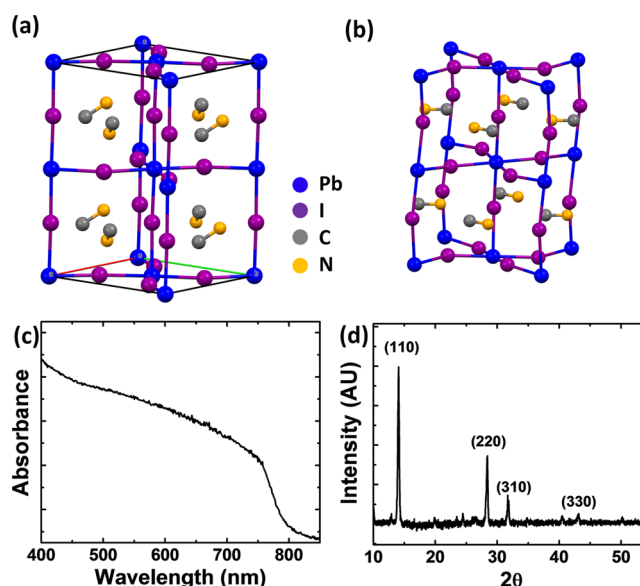 (a)
(b)
Pb
I
C
N
(c)
Absorbance
400 500 600 700 800
Wavelength (nm)
(d)
Intensity (AU)
(110)
(220)
(310)
(330)
10 20 30 40 50
2θ